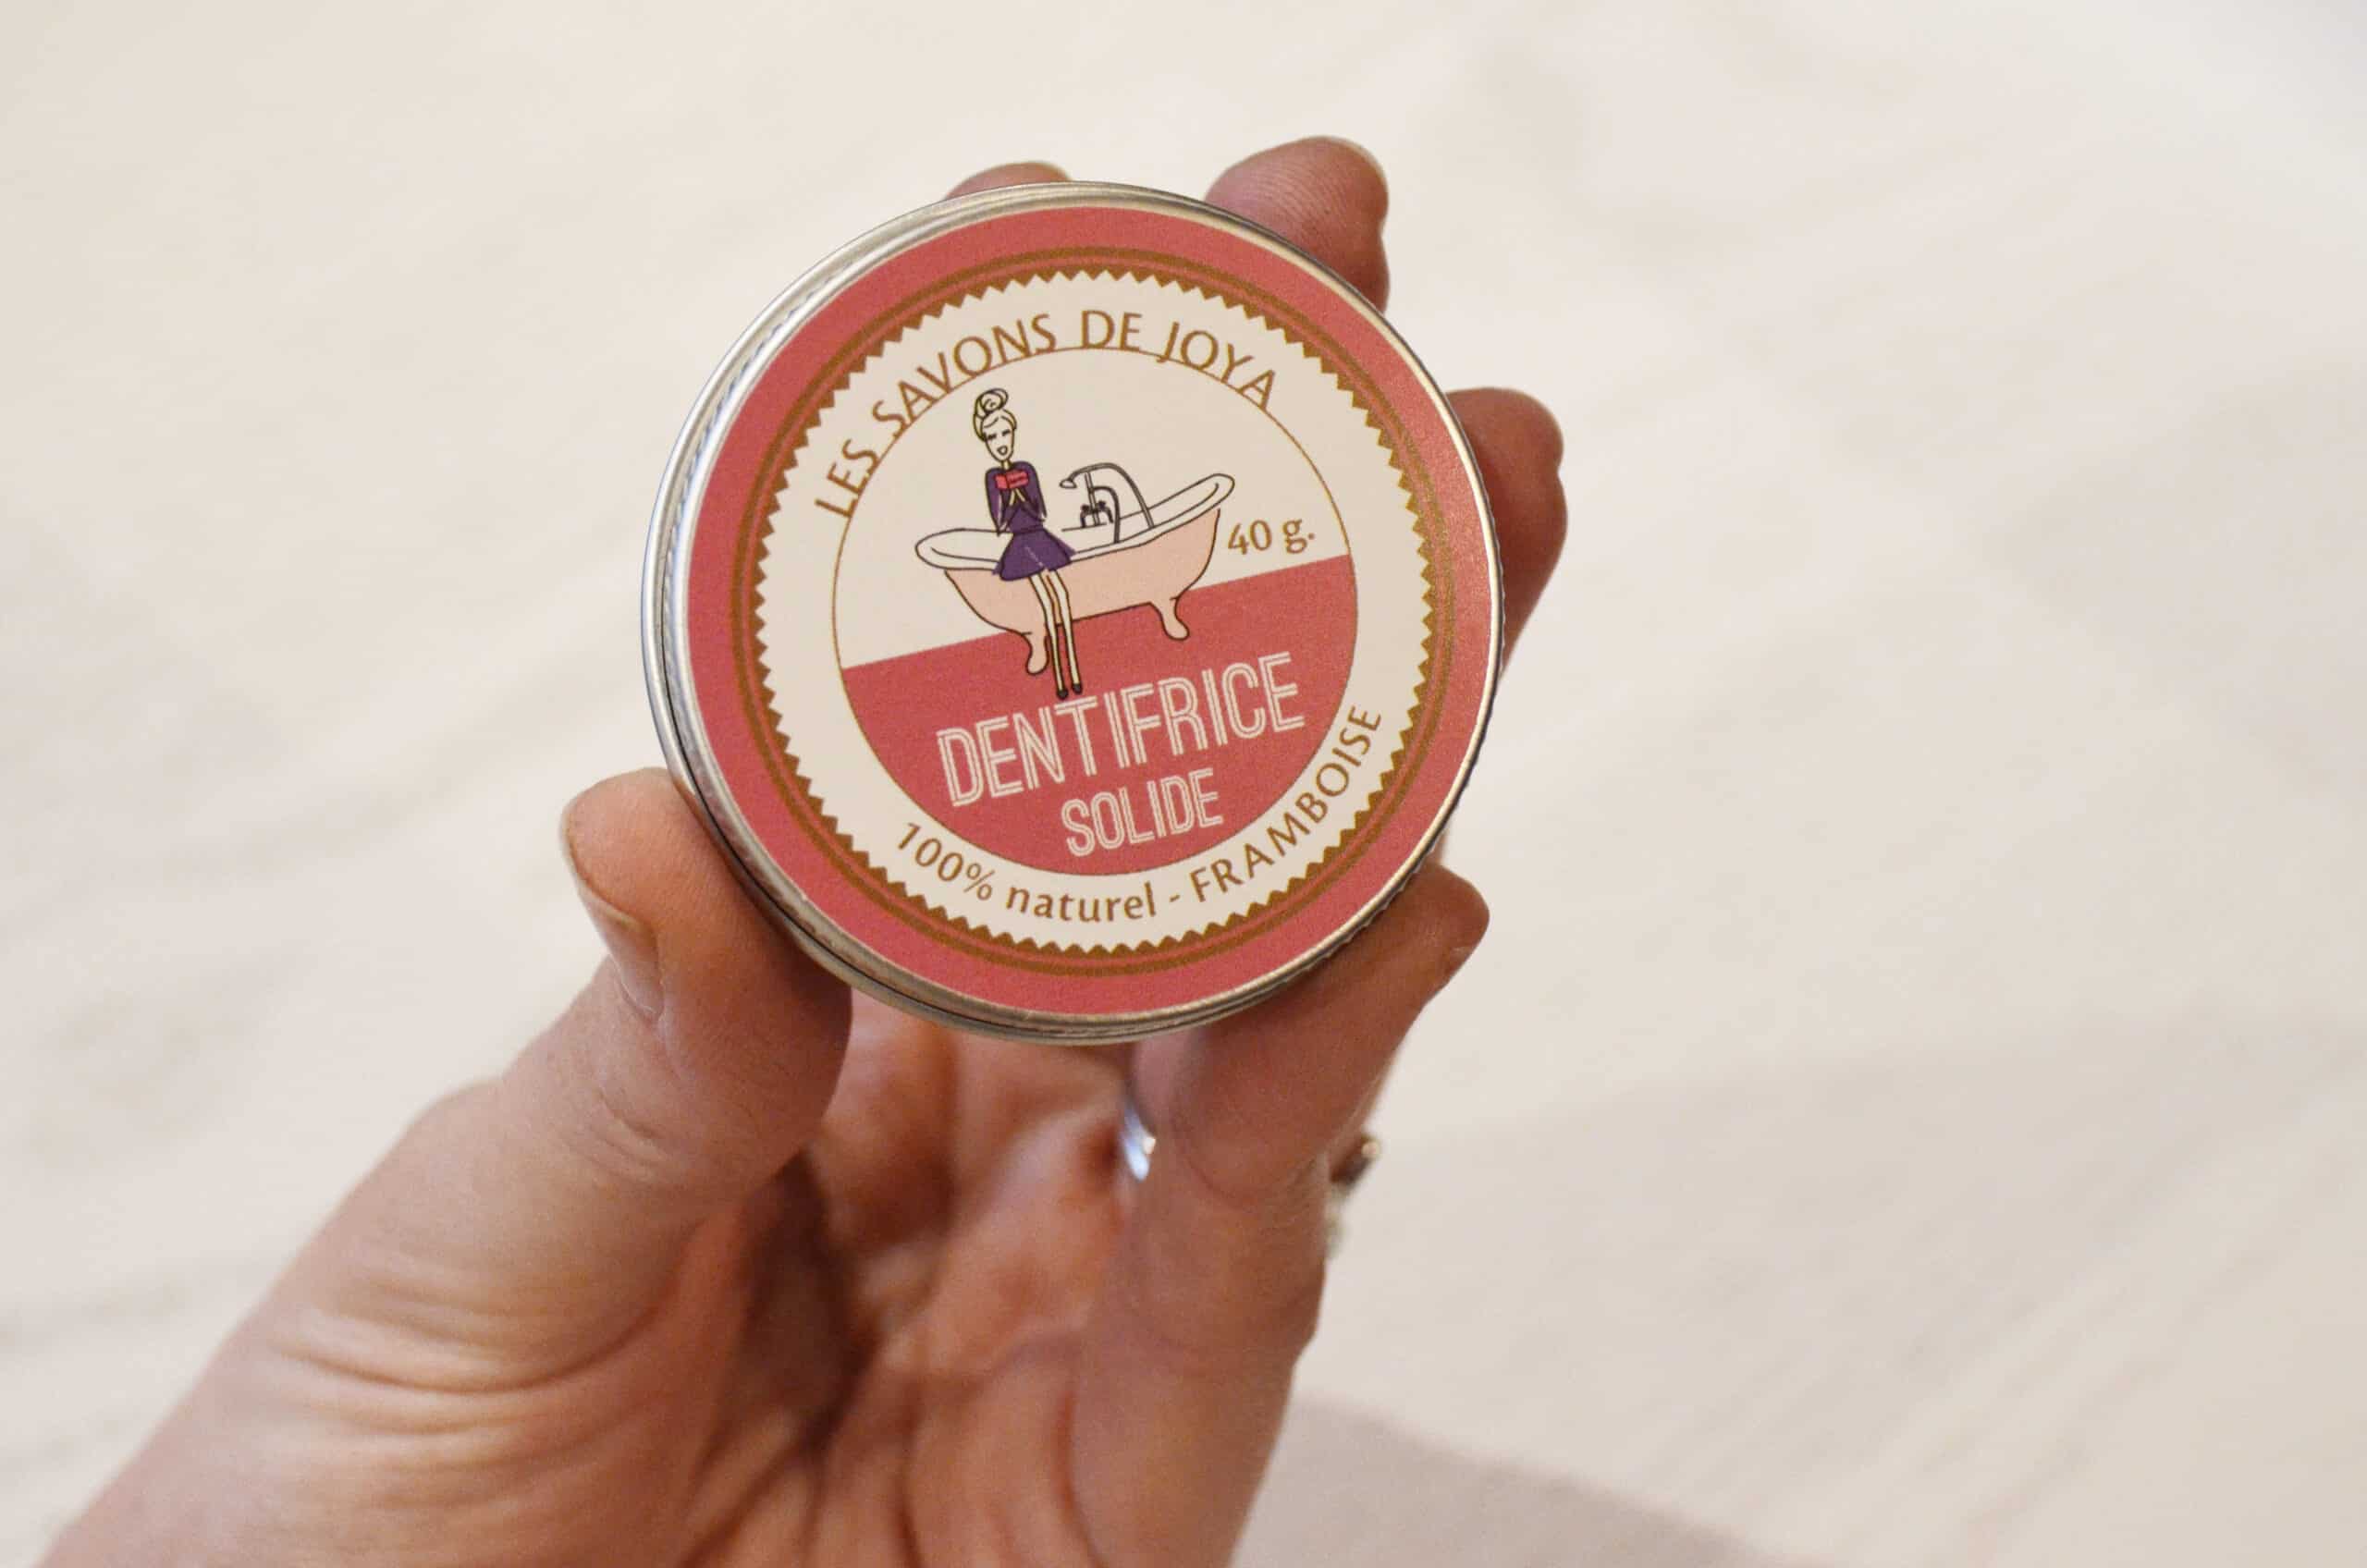 LES SAVONS DE JOYA
40 g.
DENTIFRICE
SOLIDE
100% naturel - FRAMBOISE